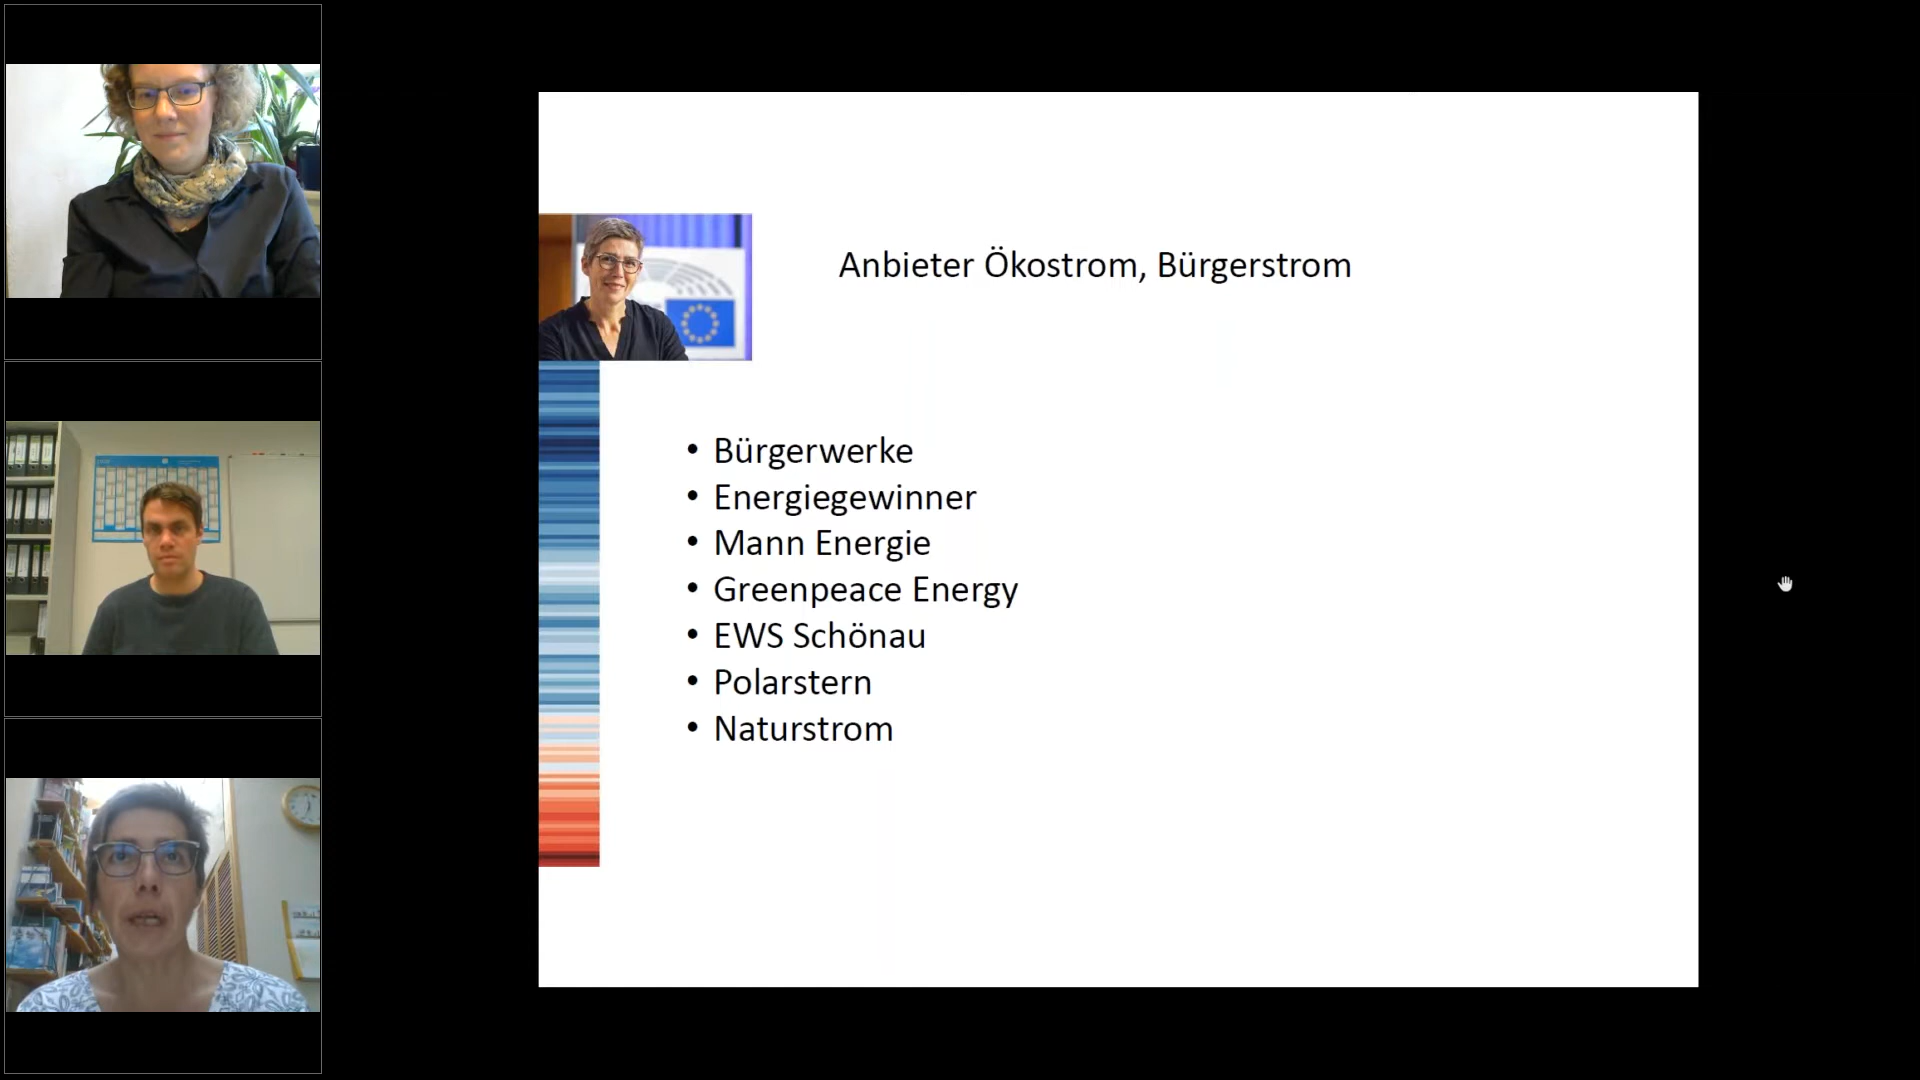 Anbieter Ökostrom, Bürgerstrom
• Bürgerwerke
• Energiegewinner
• Mann Energie
• Greenpeace Energy
• EWS Schönau
• Polarstern
• Naturstrom